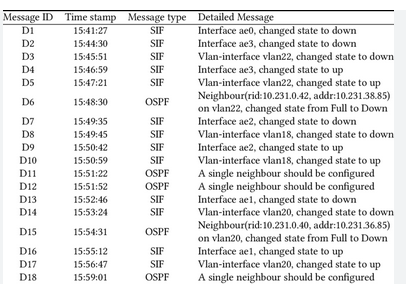 Message ID Time stamp Message type Detailed Message
D1 15:41:27 SIF Interface ae0, changed state to down
D2 15:44:30 SIF Interface ae3, changed state to down
D3 15:45:51 SIF Vlan-interface vlan22, changed state to down
D4 15:46:59 SIF Interface ae3, changed state to up
D5 15:47:21 SIF Vlan-interface vlan22, changed state to up
D6 15:48:30 OSPF Neighbour(rid:10.231.0.42, addr:10.231.38.85)
on vlan22, changed state from Full to Down
D7 15:49:35 SIF Interface ae2, changed state to down
D8 15:49:45 SIF Vlan-interface vlan18, changed state to down
D9 15:50:42 SIF Interface ae2, changed state to up
D10 15:50:59 SIF Vlan-interface vlan18, changed state to up
D11 15:51:22 OSPF A single neighbour should be configured
D12 15:51:52 OSPF A single neighbour should be configured
D13 15:52:46 SIF Interface ae1, changed state to down
D14 15:53:24 SIF Vlan-interface vlan20, changed state to down
D15 15:54:31 OSPF Neighbour(rid:10.231.0.40, addr:10.231.36.85)
on vlan20, changed state from Full to Down
D16 15:55:12 SIF Interface ae1, changed state to up
D17 15:56:47 SIF Vlan-interface vlan20, changed state to up
D18 15:59:01 SIF A single neighbour should be configured